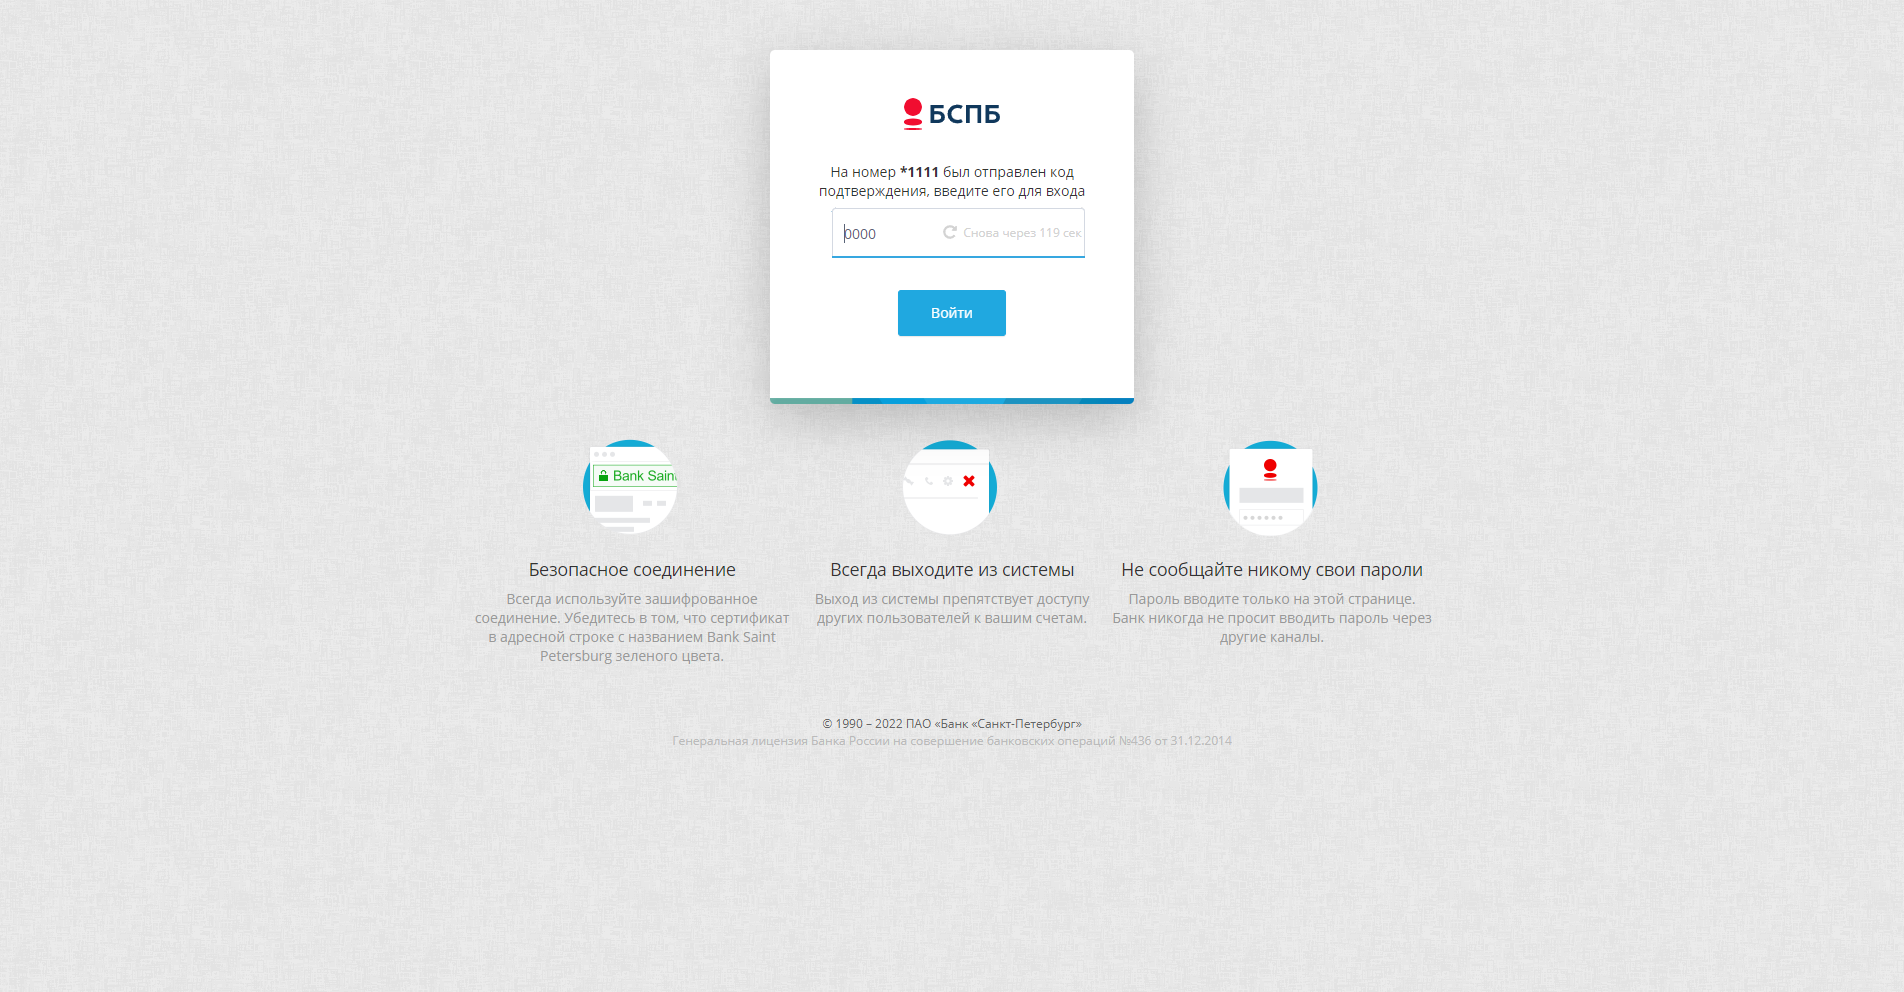 БСПБ
На номер *1111 был отправлен код
подтверждения, введите его для входа
0000
Снова через 119 сек
Войти
Bank Sain
Безопасное соединение
Всегда используйте зашифрованное
соединение. Убедитесь в том, что сертификат
в адресной строке с названием Bank Saint
Petersburg зеленого цвета.
Всегда выходите из системы
Выход из системы препятствует доступу
других пользователей к вашим счетам.
Не сообщайте никому свои пароли
Пароль вводите только на этой странице.
Банк никогда не просит вводить пароль через
другие каналы.
© 1990 – 2022 ПАО «Банк «Санкт-Петербург»
Генеральная лицензия Банка России на совершение банковских операций №436 от 31.12.2014